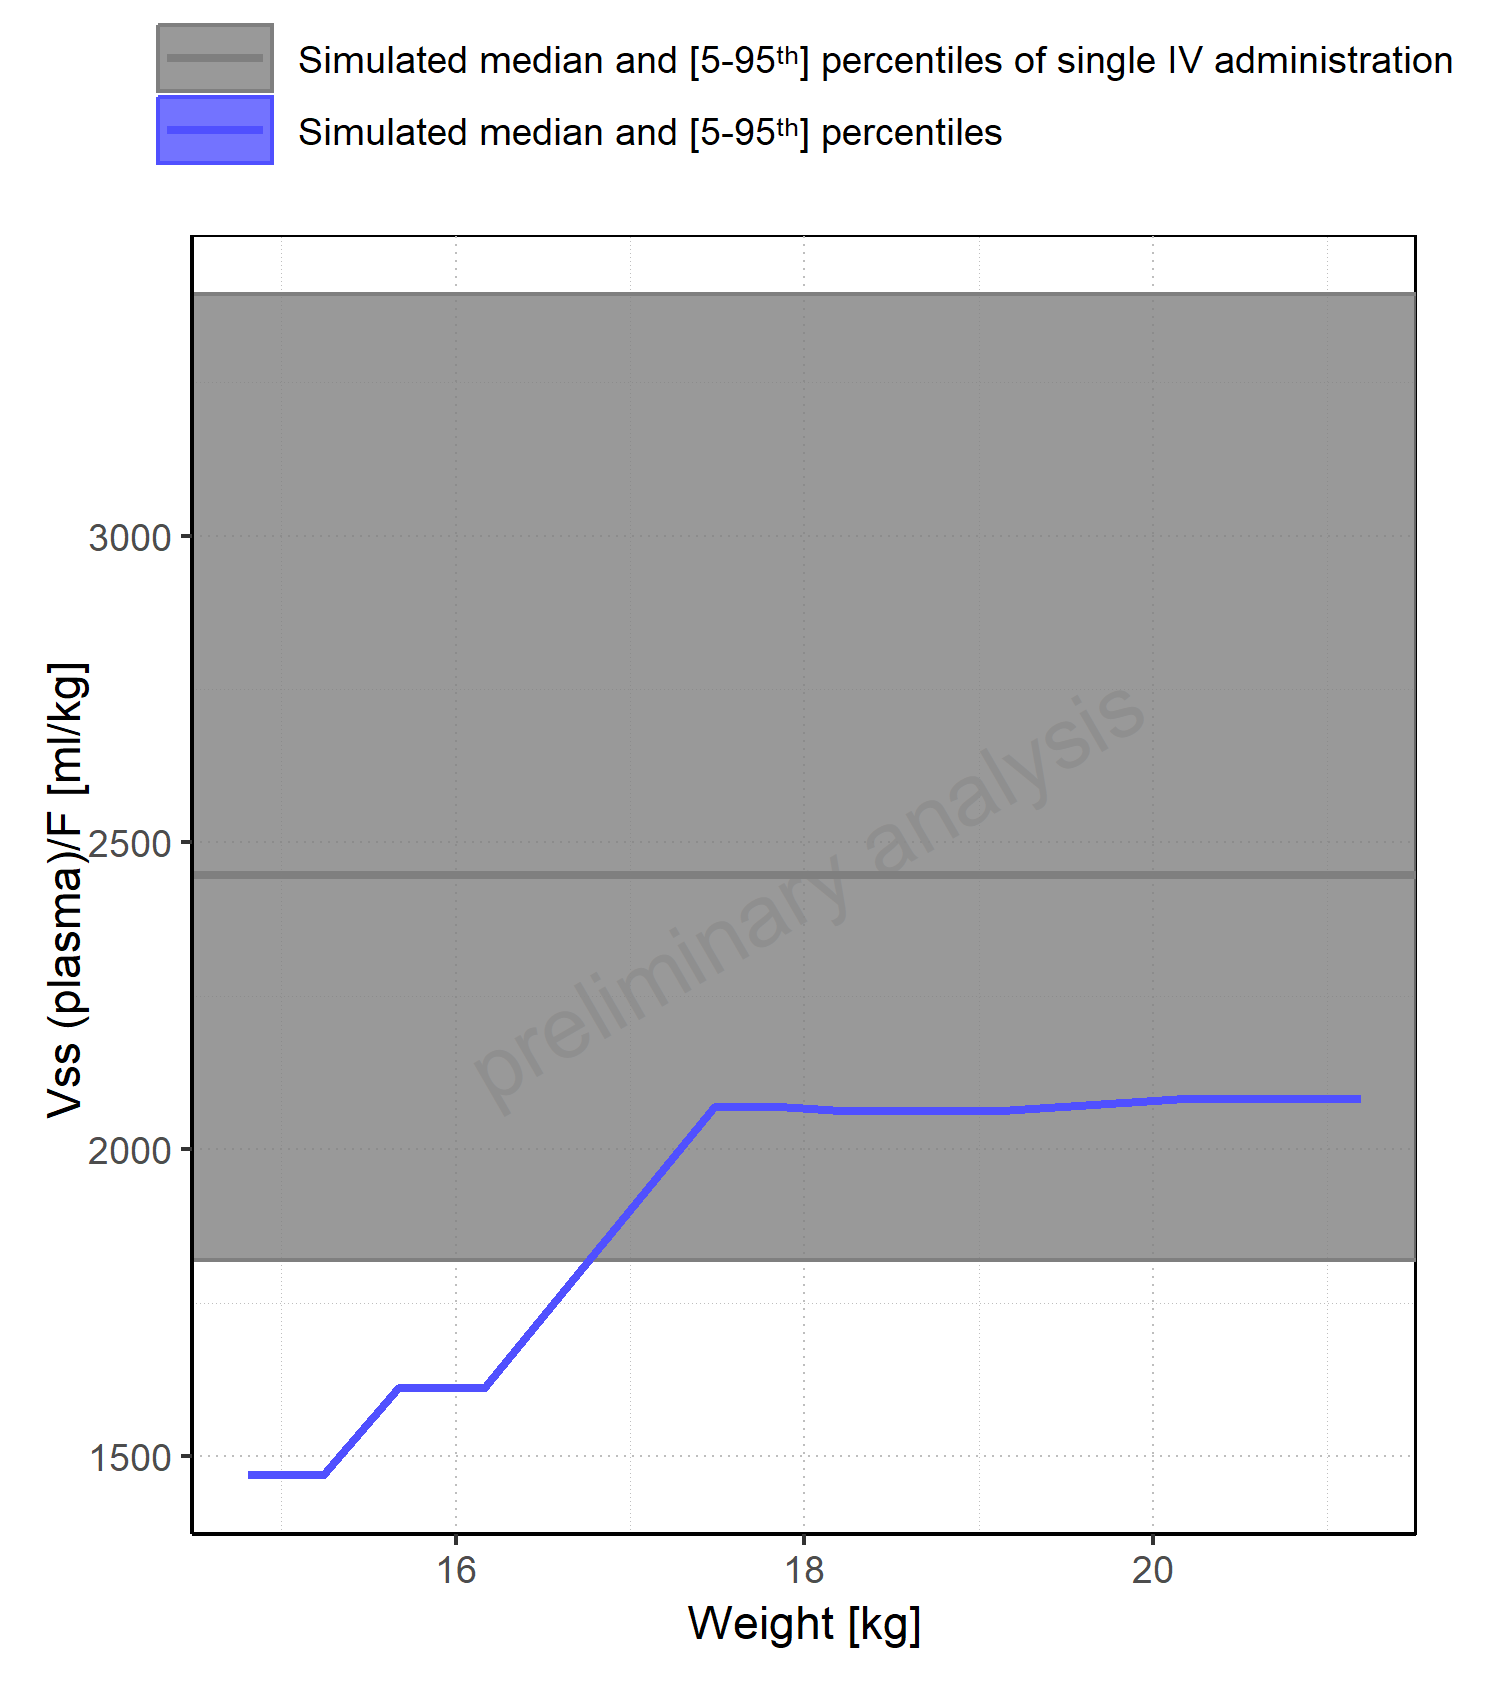 Simulated median and [5-95th] percentiles of single IV administration
Simulated median and [5-95th] percentiles
Vss (plasma)/F [ml/kg]
3000
2500
2000
1500
preliminary analysis
16 18 20
Weight [kg]